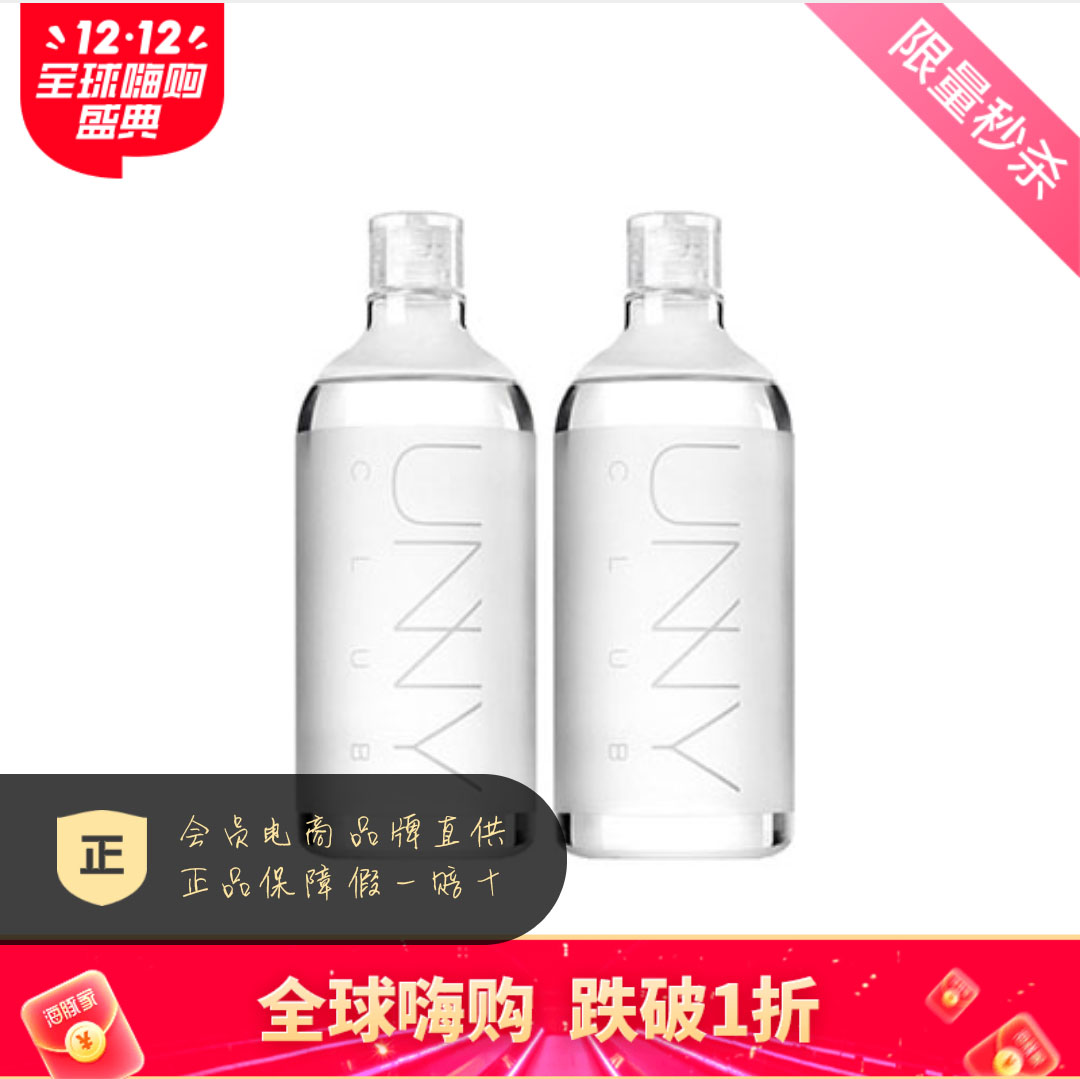 12·12
全球嗨购
盛典
限量秒杀
UNNY
CLUB
UNNY
CLUB
正
会员电商品牌直供
正品保障假一赔十
海豚家
¥
全球嗨购 跌破1折